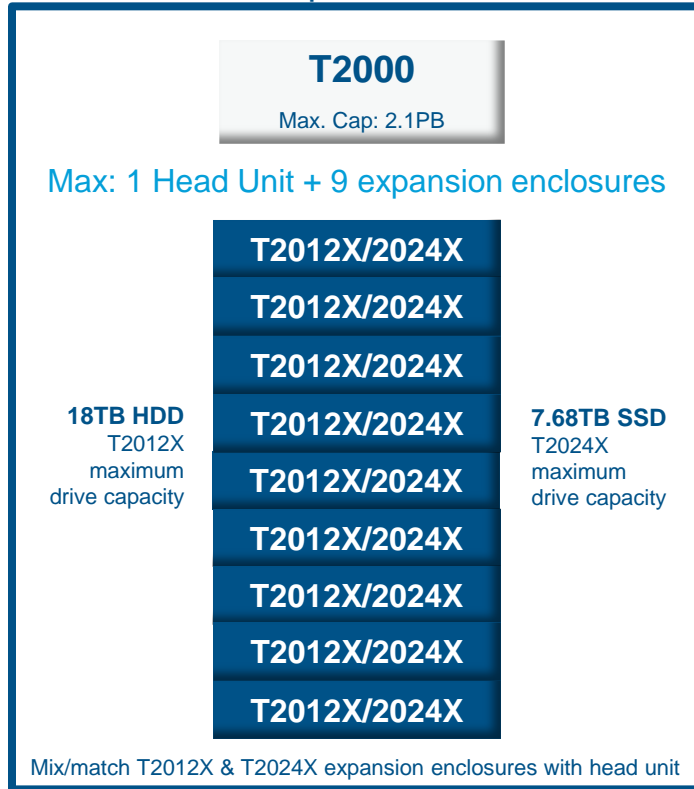 T2000
Max. Cap: 2.1PB
Max: 1 Head Unit + 9 expansion enclosures
T2012X/2024X
T2012X/2024X
T2012X/2024X
T2012X/2024X
T2012X/2024X
T2012X/2024X
T2012X/2024X
T2012X/2024X
T2012X/2024X
18TB HDD
T2012X
maximum
drive capacity
7.68TB SSD
T2024X
maximum
drive capacity
Mix/match T2012X & T2024X expansion enclosures with head unit